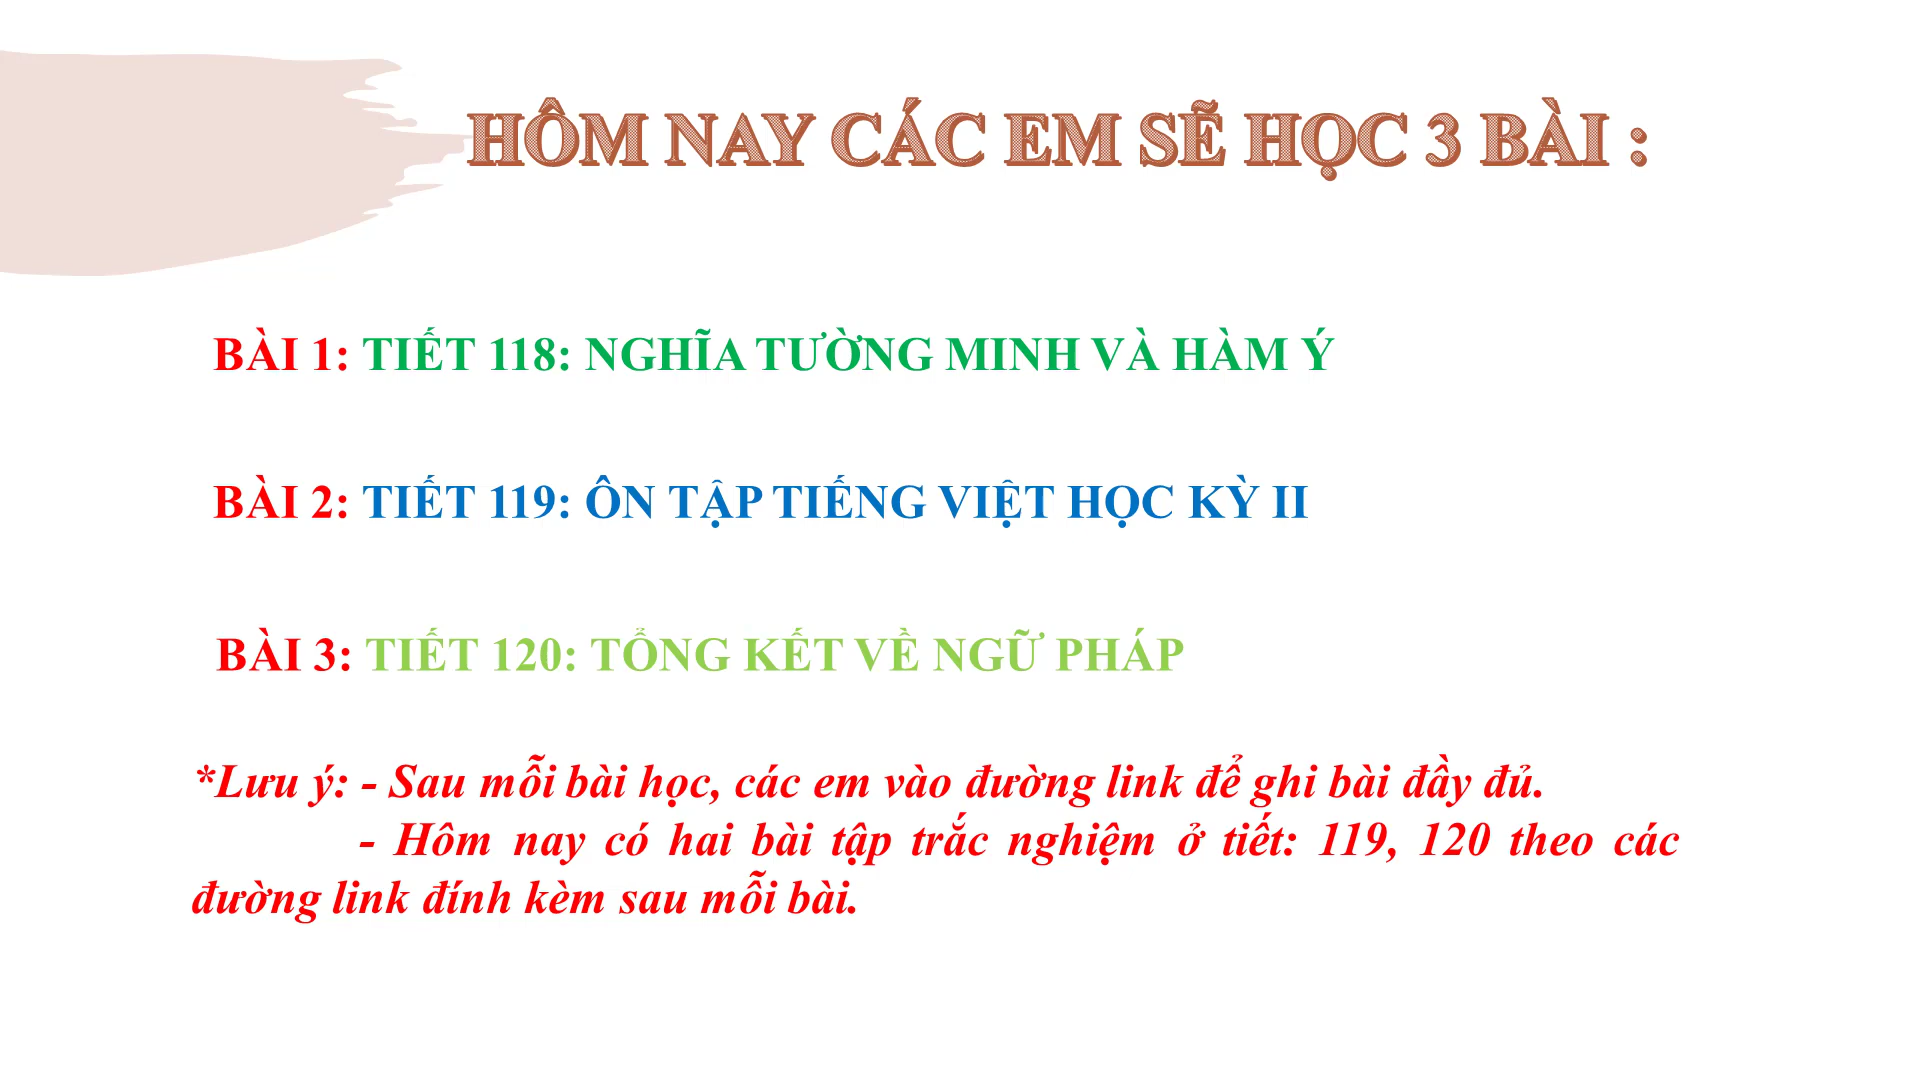 HÔM NAY CÁC EM SẼ HỌC 3 BÀI :
BÀI 1: TIẾT 118: NGHĨA TƯỜNG MINH VÀ HÀM Ý
BÀI 2: TIẾT 119: ÔN TẬP TIẾNG VIỆT HỌC KỲ II
BÀI 3: TIẾT 120: TỔNG KẾT VỀ NGỮ PHÁP
*Lưu ý: - Sau mỗi bài học, các em vào đường link để ghi bài đầy đủ.
- Hôm nay có hai bài tập trắc nghiệm ở tiết: 119, 120 theo các
đường link đính kèm sau mỗi bài.